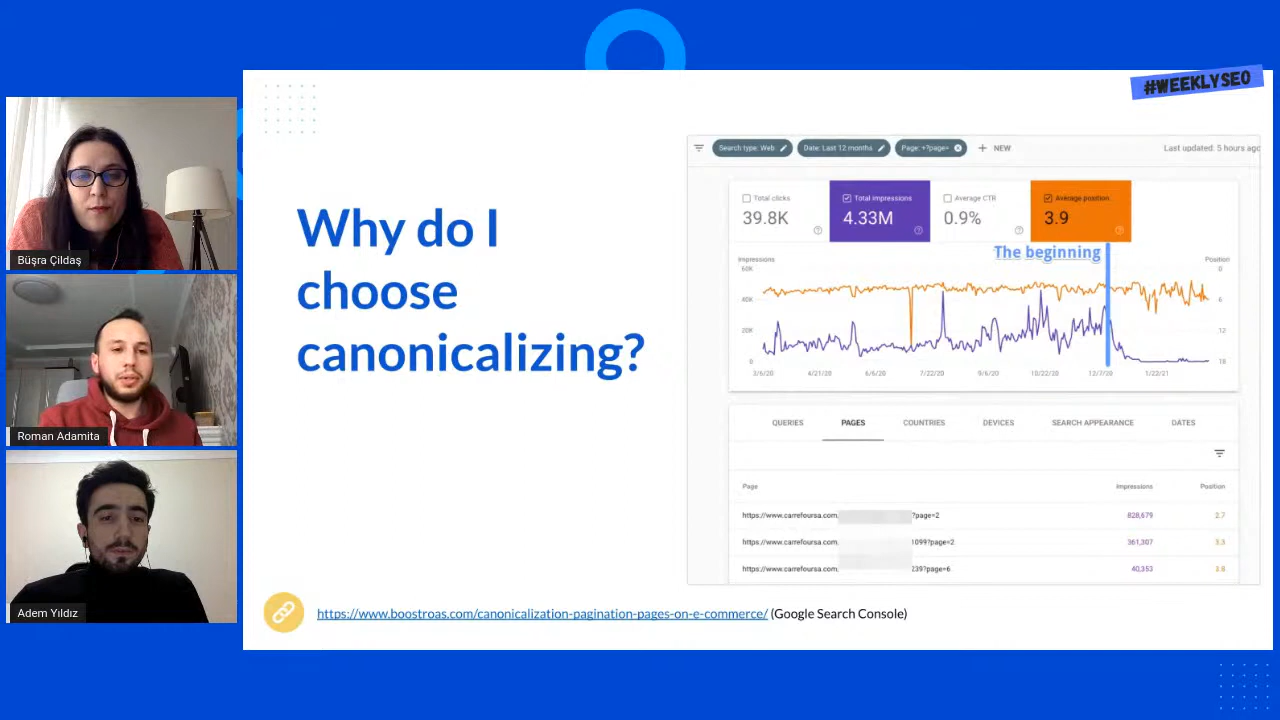 #WEEKLYSEO
Büşra Çildaş
Roman Adamita
Adem Yıldız
Why do I
choose
canonicalizing?
Search type: Web
Date: Last 12 months
Page: +?page=
+ NEW
Last updated: 5 hours ago
Total clicks
39.8K
Total impressions
4.33M
Average CTR
0.9%
Average position
3.9
The beginning
Impressions
Position
60K
40K
20K
0
0
6
12
18
3/6/20 4/21/20 6/6/20 7/22/20 9/6/20 10/22/20 12/7/20 1/22/21
QUERIES PAGES COUNTRIES DEVICES SEARCH APPEARANCE DATES
Page Impressions Position
https://www.carrefoursa.com. ?page=2 828,679 2.7
https://www.carrefoursa.com. 1099?page=2 361,307 3.3
https://www.carrefoursa.com. 239?page=6 40,353 2.8
https://www.boostroas.com/canonicalization-pagination-pages-on-e-commerce/ (Google Search Console)